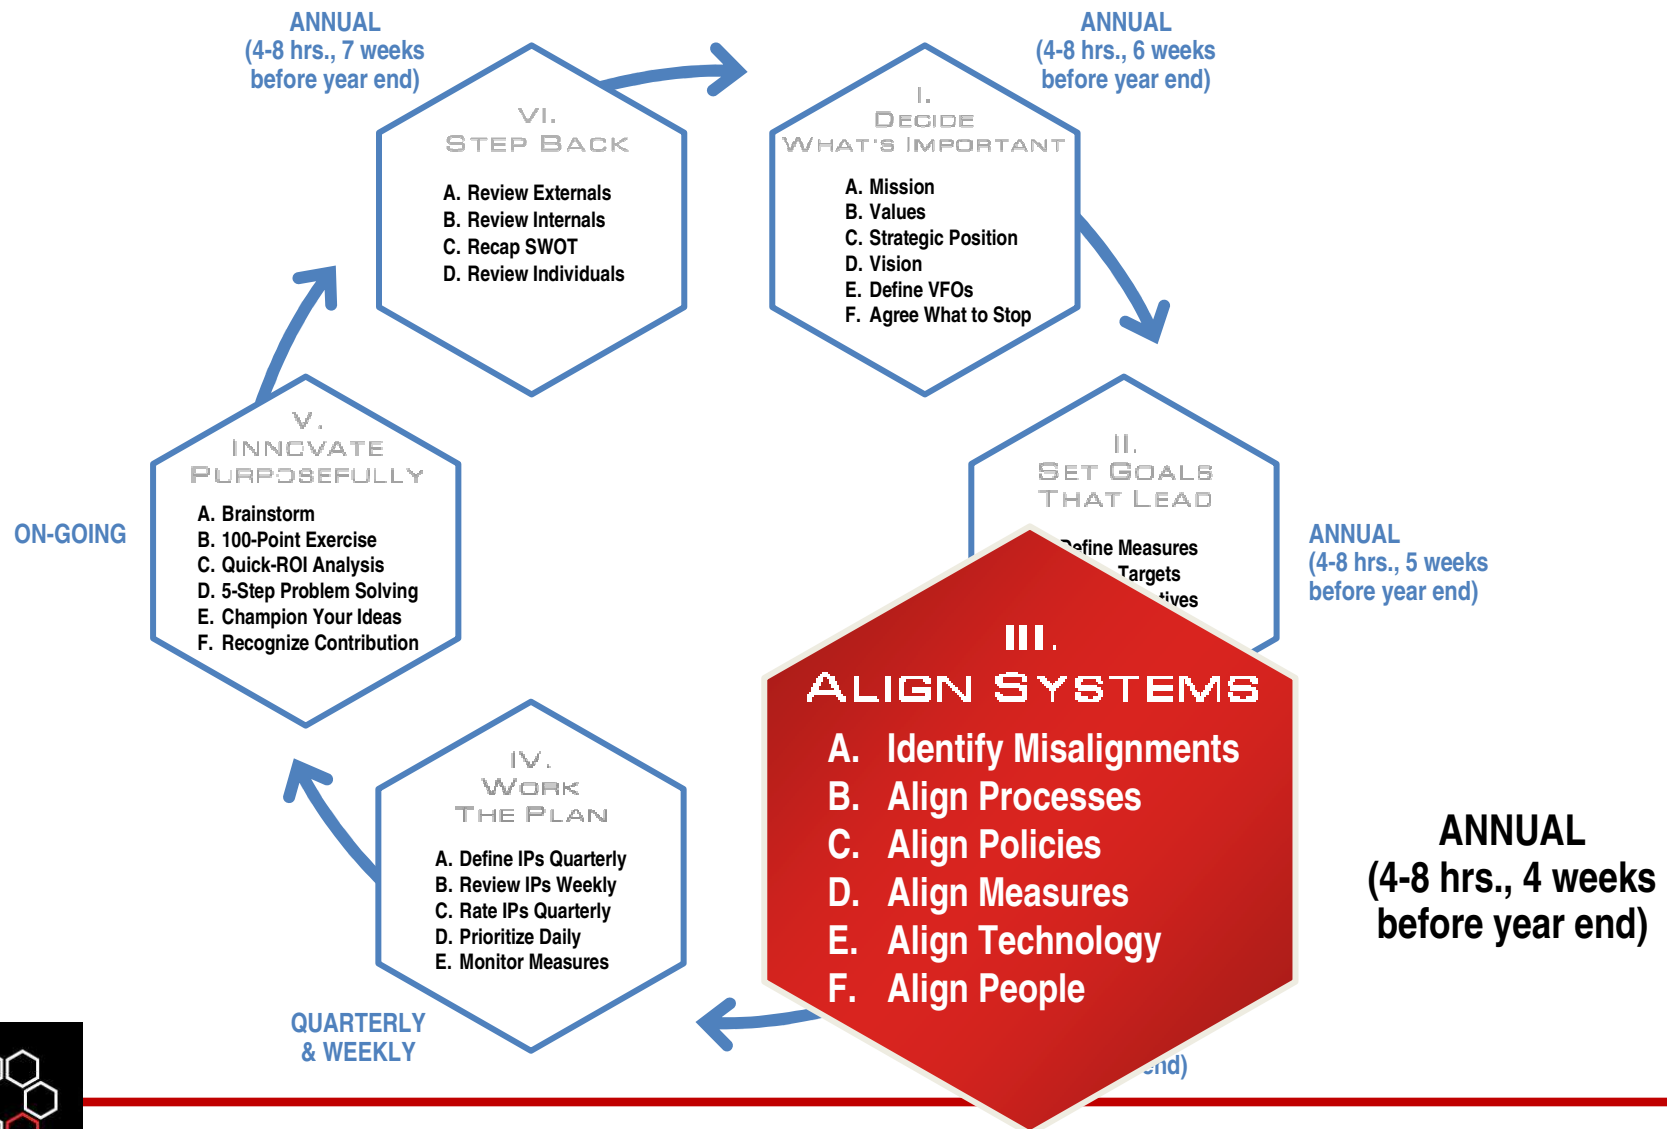 ANNUAL
(4-8 hrs., 7 weeks
before year end)
VI.
STEP BACK
A. Review Externals
B. Review Internals
C. Recap SWOT
D. Review Individuals
ANNUAL
(4-8 hrs., 6 weeks
before year end)
I.
DECIDE
WHAT'S IMPORTANT
A. Mission
B. Values
C. Strategic Position
D. Vision
E. Define VFOs
F. Agree What to Stop
II.
SET GOALS
THAT LEAD
Define Measures
Targets
ANNUAL
(4-8 hrs., 5 weeks
before year end)
III.
ALIGN SYSTEMS
A. Identify Misalignments
B. Align Processes
C. Align Policies
D. Align Measures
E. Align Technology
F. Align People
ANNUAL
(4-8 hrs., 4 weeks
before year end)
end)
IV.
WORK
THE PLAN
A. Define IPs Quarterly
B. Review IPs Weekly
C. Rate IPs Quarterly
D. Prioritize Daily
E. Monitor Measures
QUARTERLY
& WEEKLY
V.
INNOVATE
PURPOSEFULLY
A. Brainstorm
B. 100-Point Exercise
C. Quick-ROI Analysis
D. 5-Step Problem Solving
E. Champion Your Ideas
F. Recognize Contribution
ON-GOING